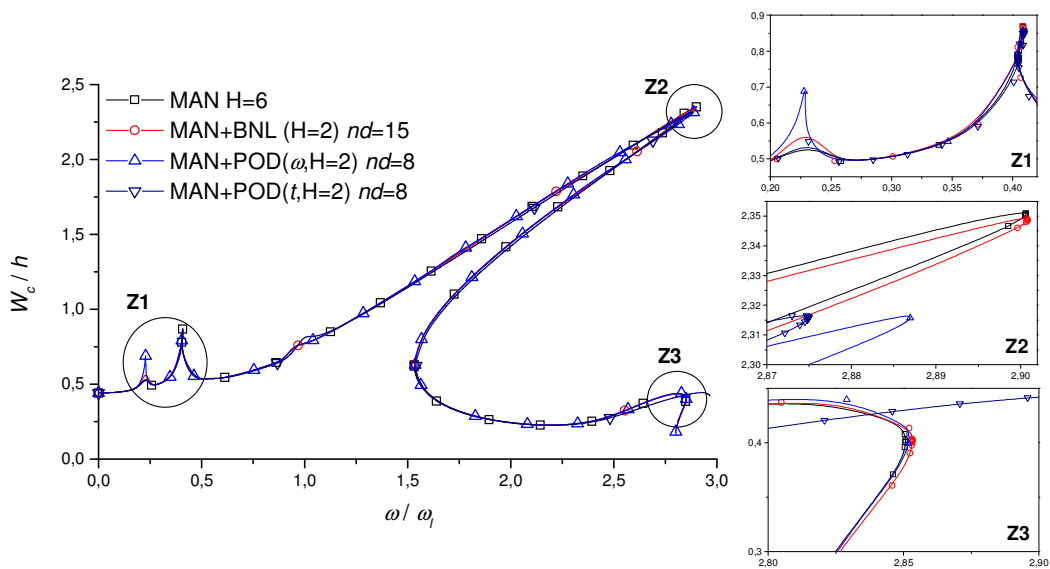 2,5
2,0
1,5
1,0
0,5
0,0
W_c / h
0,0 0,5 1,0 1,5 2,0 2,5 3,0
ω / ω_l
MAN H=6
MAN+BNL (H=2) nd=15
MAN+POD(ω,H=2) nd=8
MAN+POD(t,H=2) nd=8
Z1
Z2
Z3
0,9
0,8
0,7
0,6
0,5
0,4
0,20 0,25 0,30 0,35 0,40
Z1
2,35
2,34
2,33
2,32
2,31
2,30
2,87 2,88 2,89 2,90
Z2
0,4
0,3
2,80 2,85 2,90
Z3